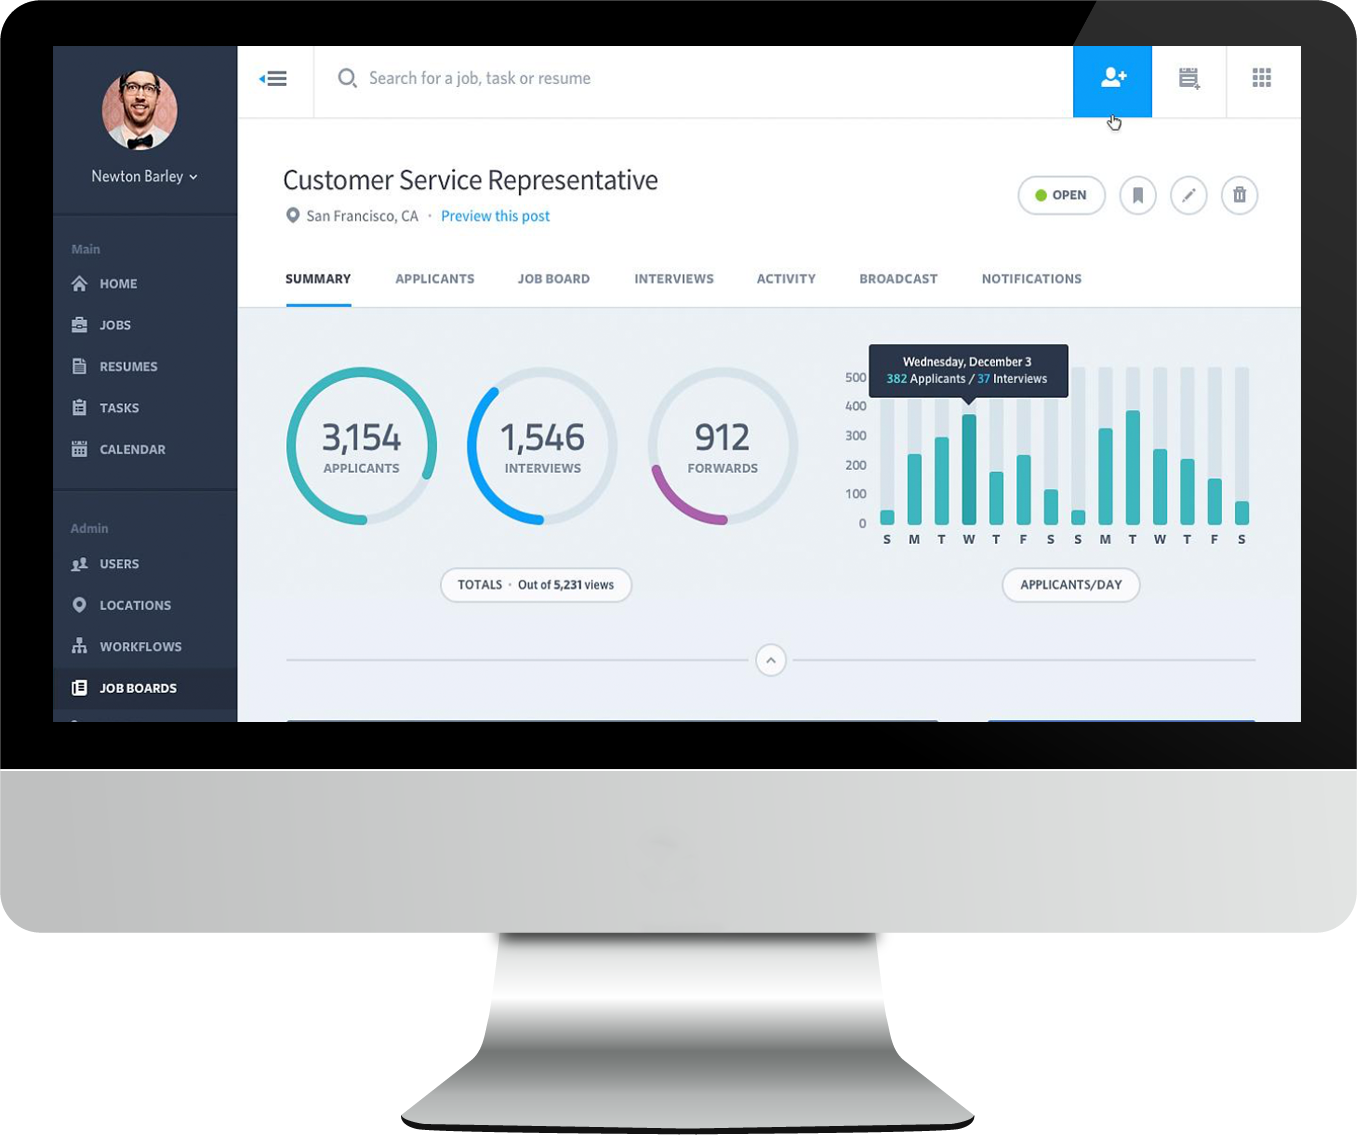 Search for a job, task or resume
Newton Barley
Customer Service Representative
San Francisco, CA · Preview this post
OPEN
Main
HOME
JOBS
RESUMES
TASKS
CALENDAR
Admin
USERS
LOCATIONS
WORKFLOWS
JOB BOARDS
SUMMARY APPLICANTS JOB BOARD INTERVIEWS ACTIVITY BROADCAST NOTIFICATIONS
3,154
APPLICANTS
1,546
INTERVIEWS
912
FORWARDS
TOTALS · Out of 5,231 views
Wednesday, December 3
382 Applicants / 37 Interviews
500
400
300
200
100
0
S M T W T F S S M T W T F S
APPLICANTS/DAY